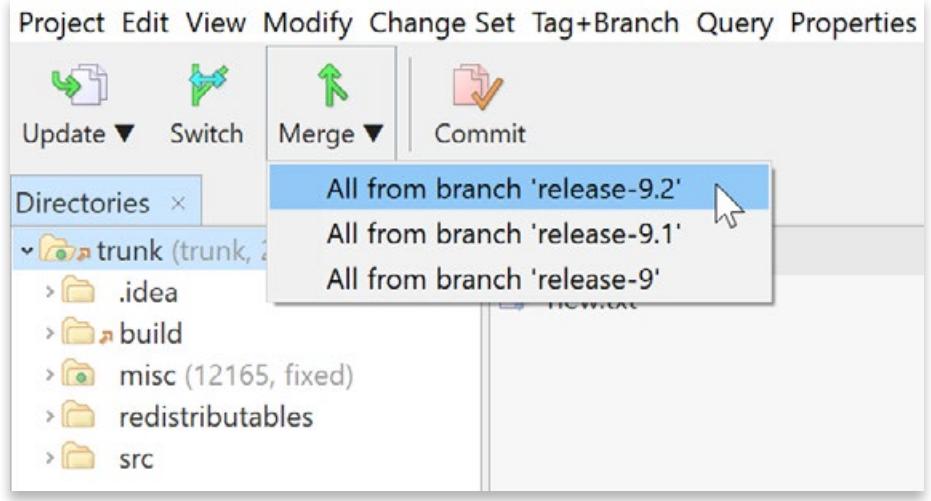 Project Edit View Modify Change Set Tag+Branch Query Properties
Update ▼ Switch Merge ▼ Commit
All from branch 'release-9.2'
Directories ×
All from branch 'release-9.1'
trunk (trunk,
All from branch 'release-9'
.idea
build
misc (12165, fixed)
redistributables
src